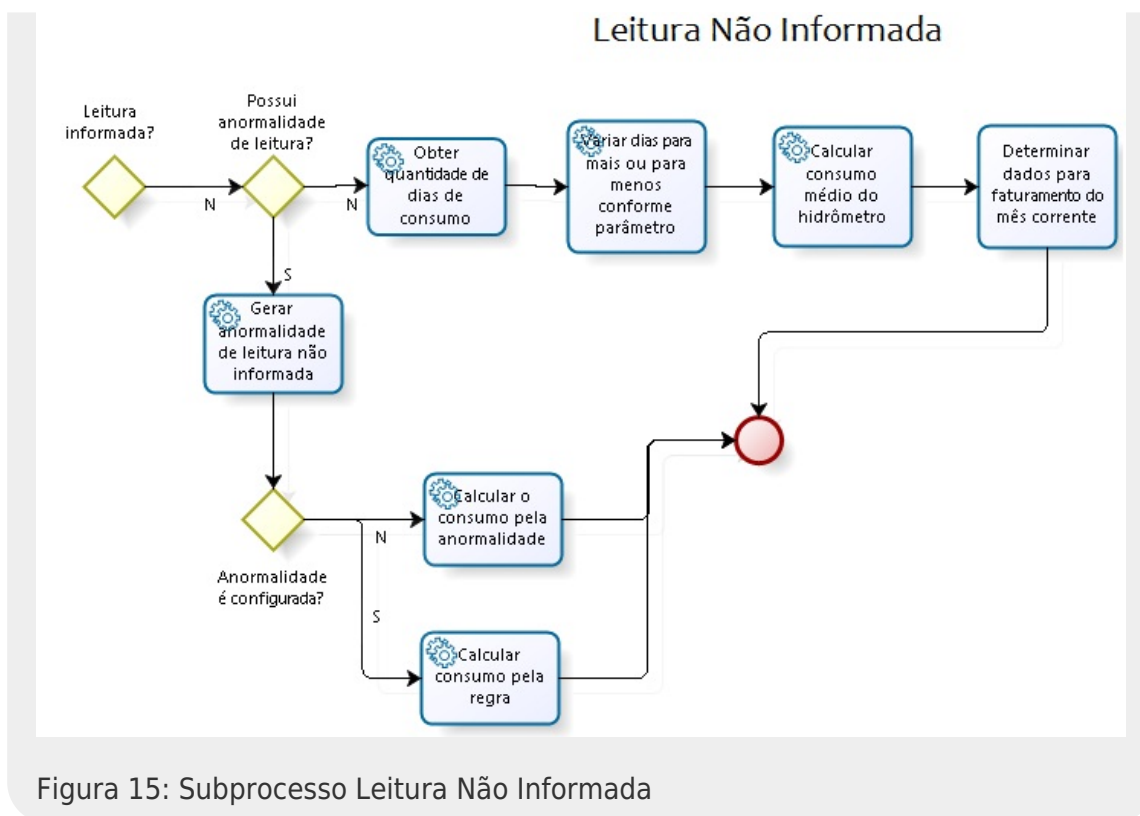 Leitura Não Informada
Leitura
informada?
Possui
anormalidade
de leitura?
N
N
Obter
quantidade de
dias de
consumo
Variar dias para
mais ou para
menos
conforme
parâmetro
Calcular
consumo
médio do
hidrômetro
Determinar
dados para
faturamento do
mês corrente
S
Gerar
anormalidade
de leitura não
informada
Anormalidade
é configurada?
N
Calcular o
consumo pela
anormalidade
S
Calcular
consumo pela
regra
Figura 15: Subprocesso Leitura Não Informada